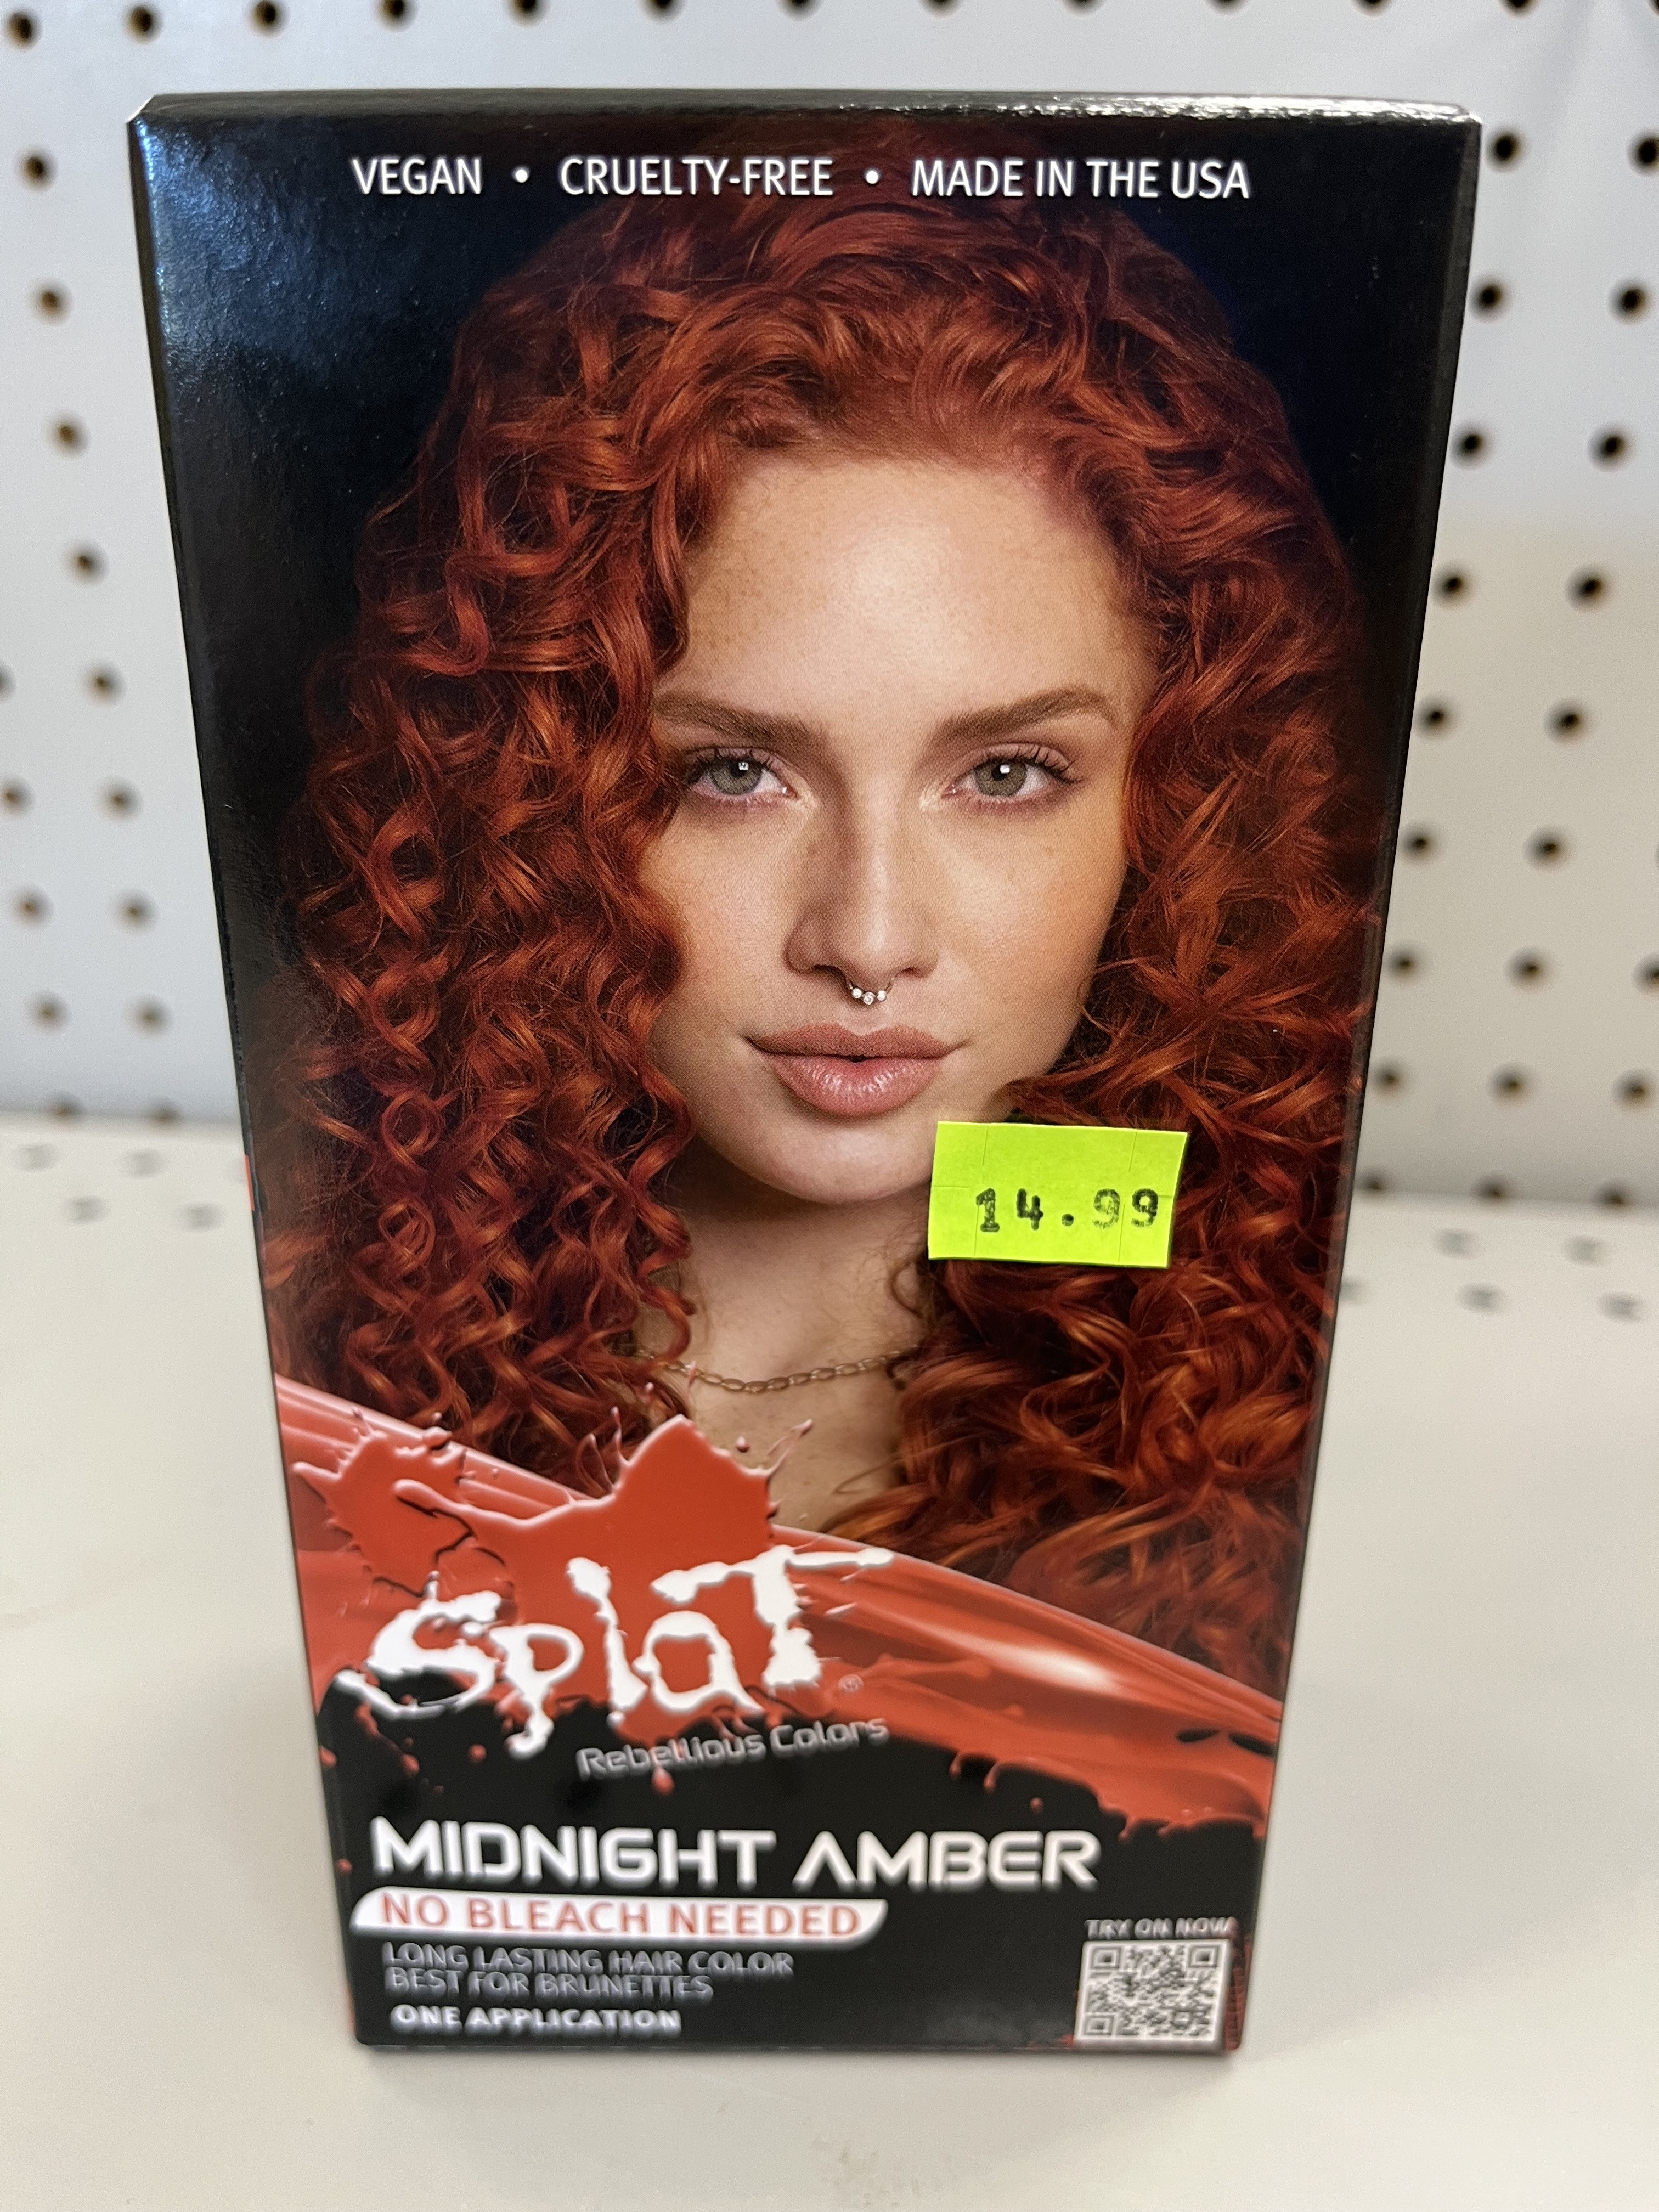 VEGAN • CRUELTY-FREE • MADE IN THE USA
14.99
Splat®
Rebellious Colors
MIDNIGHT AMBER
NO BLEACH NEEDED
LONG LASTING HAIR COLOR
BEST FOR BRUNETTES
ONE APPLICATION
TRY ON NOW